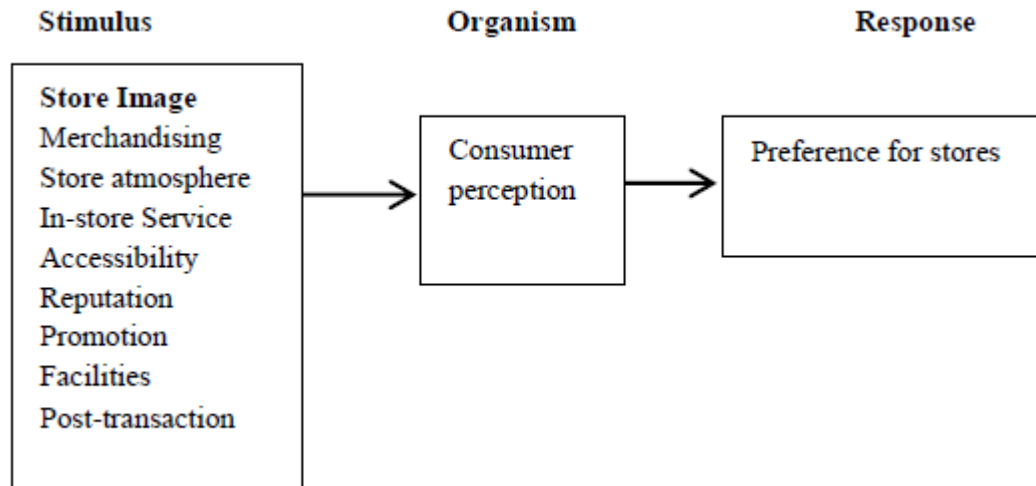 Stimulus
Organism
Response
Store Image
Merchandising
Store atmosphere
In-store Service
Accessibility
Reputation
Promotion
Facilities
Post-transaction
Consumer
perception
Preference for stores